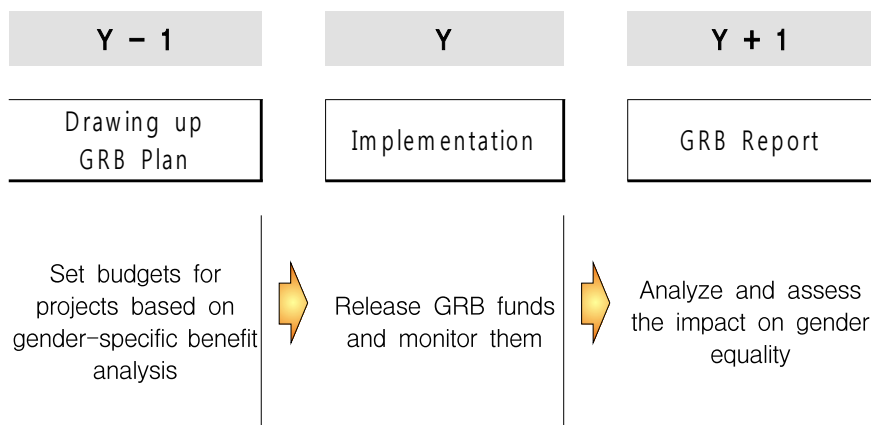 Y - 1
Y
Y + 1
Drawing up
GRB Plan
Implementation
GRB Report
Set budgets for
projects based on
gender-specific benefit
analysis
Release GRB funds
and monitor them
Analyze and assess
the impact on gender
equality